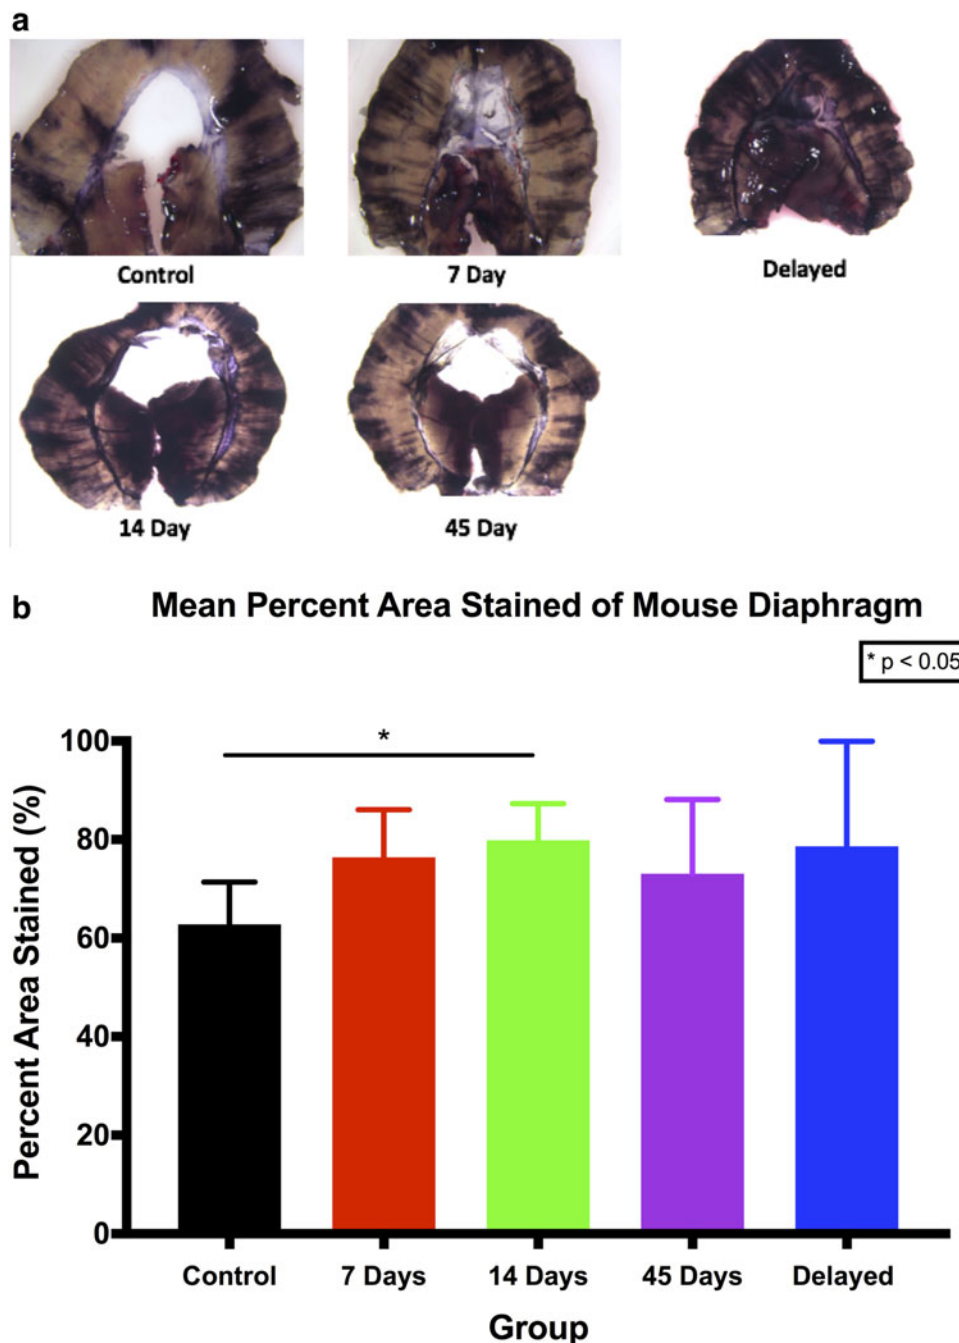 a
Control
7 Day
Delayed
14 Day
45 Day
b
Mean Percent Area Stained of Mouse Diaphragm
* p < 0.05
*
Percent Area Stained (%)
100
80
60
40
20
0
Control
7 Days
14 Days
45 Days
Delayed
Group